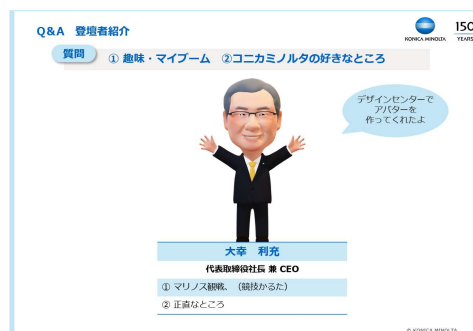 Q&A 登壇者紹介
KONICA MINOLTA
150
YEARS
質問 ① 趣味・マイブーム ②コニカミノルタの好きなところ
デザインセンターで
アバターを
作ってくれたよ
大幸 利充
代表取締役社長 兼 CEO
① マリノス観戦、（競技かるた）
② 正直なところ
© KONICA MINOLTA